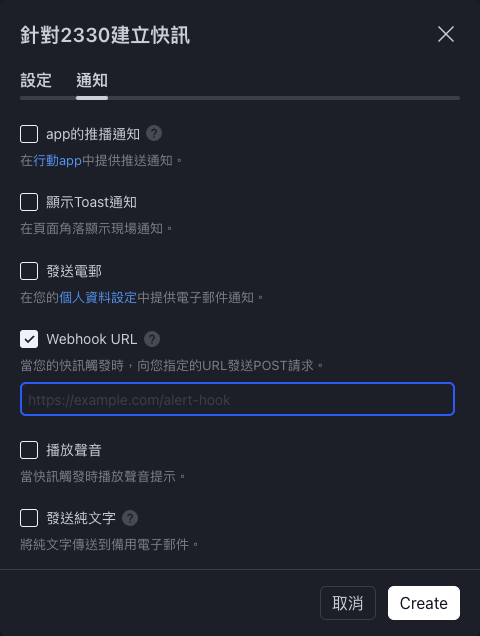 針對2330建立快訊
設定 通知
app的推播通知 ?
在行動app中提供推送通知。
顯示Toast通知
在頁面角落顯示現場通知。
發送電郵
在您的個人資料設定中提供電子郵件通知。
Webhook URL ?
當您的快訊觸發時，向您指定的URL發送POST請求。
https://example.com/alert-hook
播放聲音
當快訊觸發時播放聲音提示。
發送純文字 ?
將純文字傳送到備用電子郵件。
取消 Create